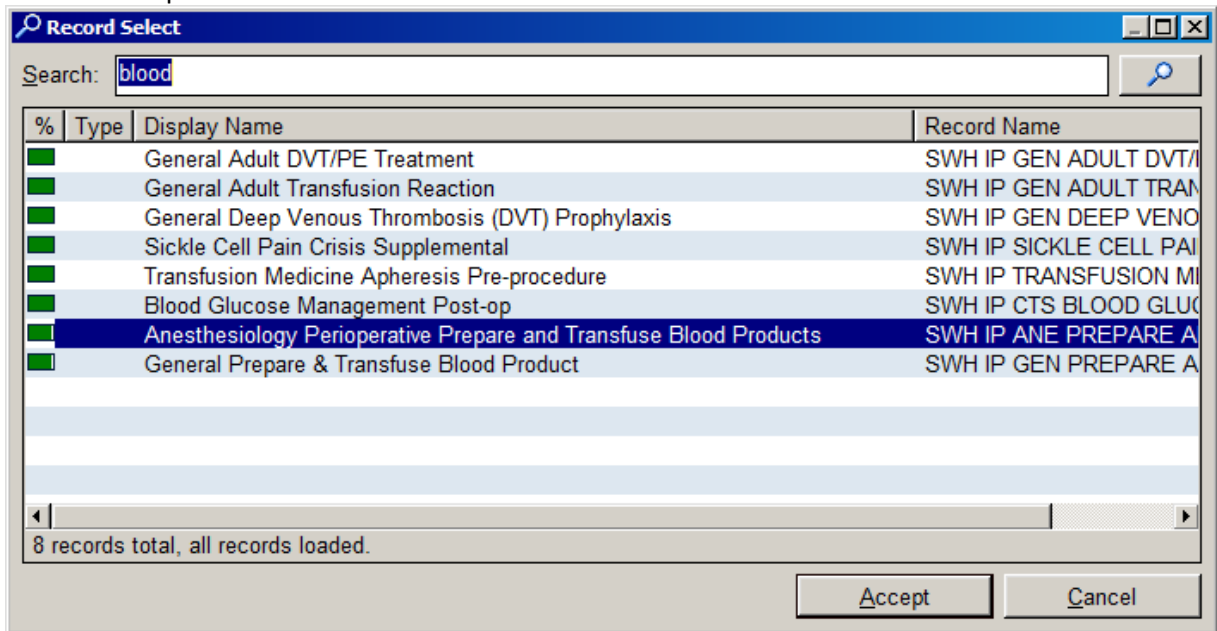 Record Select
Search: blood
% Type Display Name Record Name
General Adult DVT/PE Treatment SWH IP GEN ADULT DVT/
General Adult Transfusion Reaction SWH IP GEN ADULT TRAN
General Deep Venous Thrombosis (DVT) Prophylaxis SWH IP GEN DEEP VENO
Sickle Cell Pain Crisis Supplemental SWH IP SICKLE CELL PAI
Transfusion Medicine Apheresis Pre-procedure SWH IP TRANSFUSION MI
Blood Glucose Management Post-op SWH IP CTS BLOOD GLU
Anesthesiology Perioperative Prepare and Transfuse Blood Products SWH IP ANE PREPARE A
General Prepare & Transfuse Blood Product SWH IP GEN PREPARE A
8 records total, all records loaded.
Accept Cancel